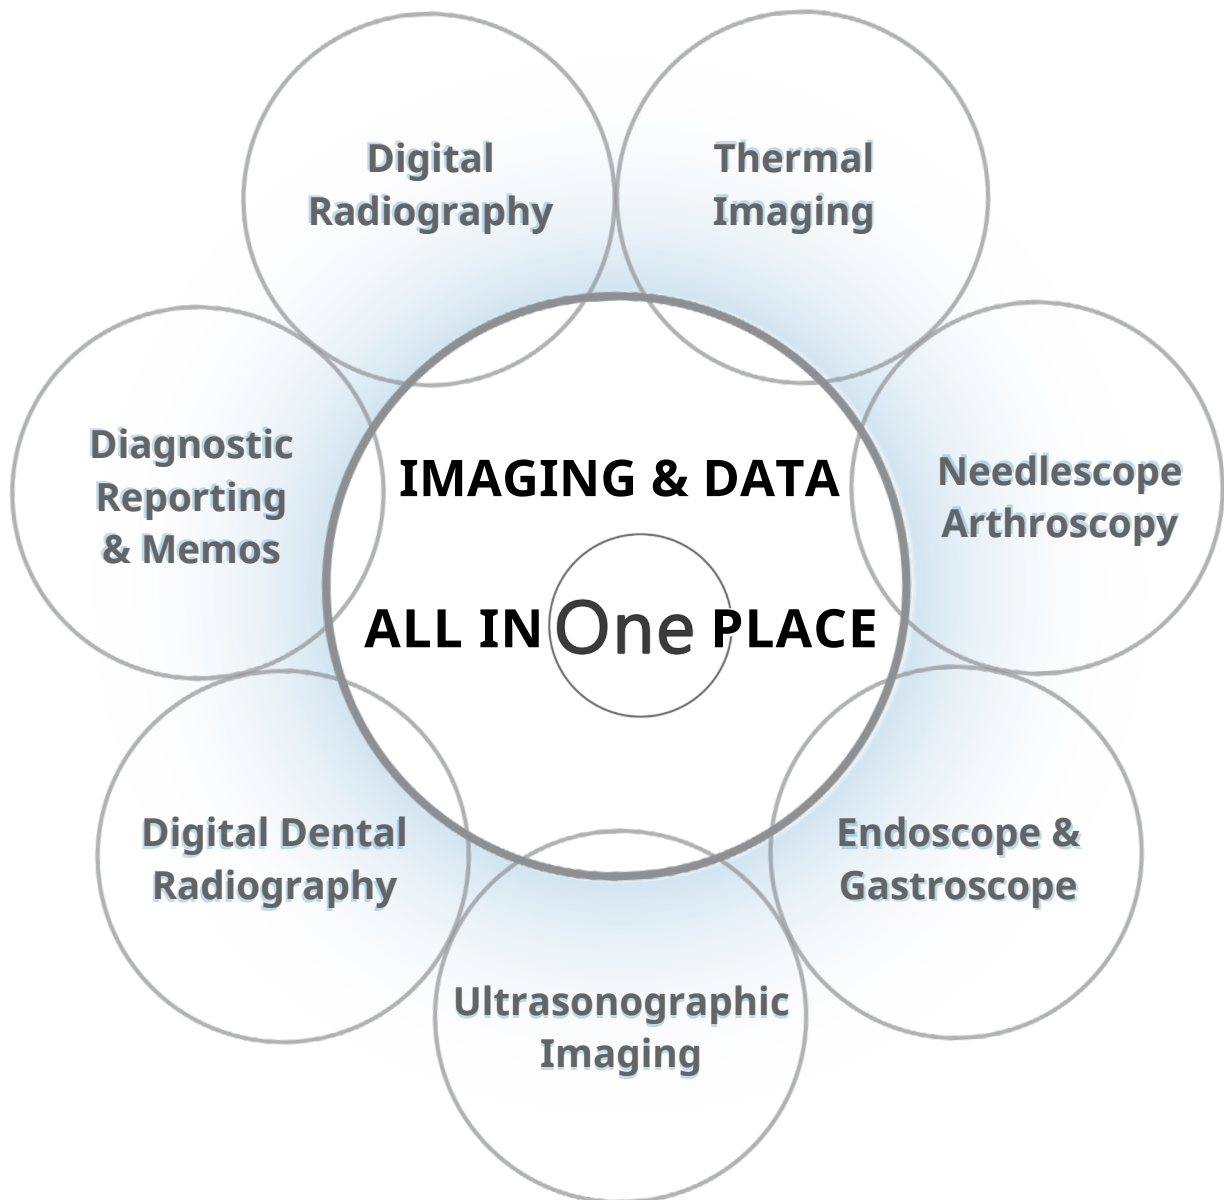 Digital
Radiography
Thermal
Imaging
Diagnostic
Reporting
& Memos
IMAGING & DATA
ALL IN One PLACE
Needlescope
Arthroscopy
Digital Dental
Radiography
Endoscope &
Gastroscope
Ultrasonographic
Imaging